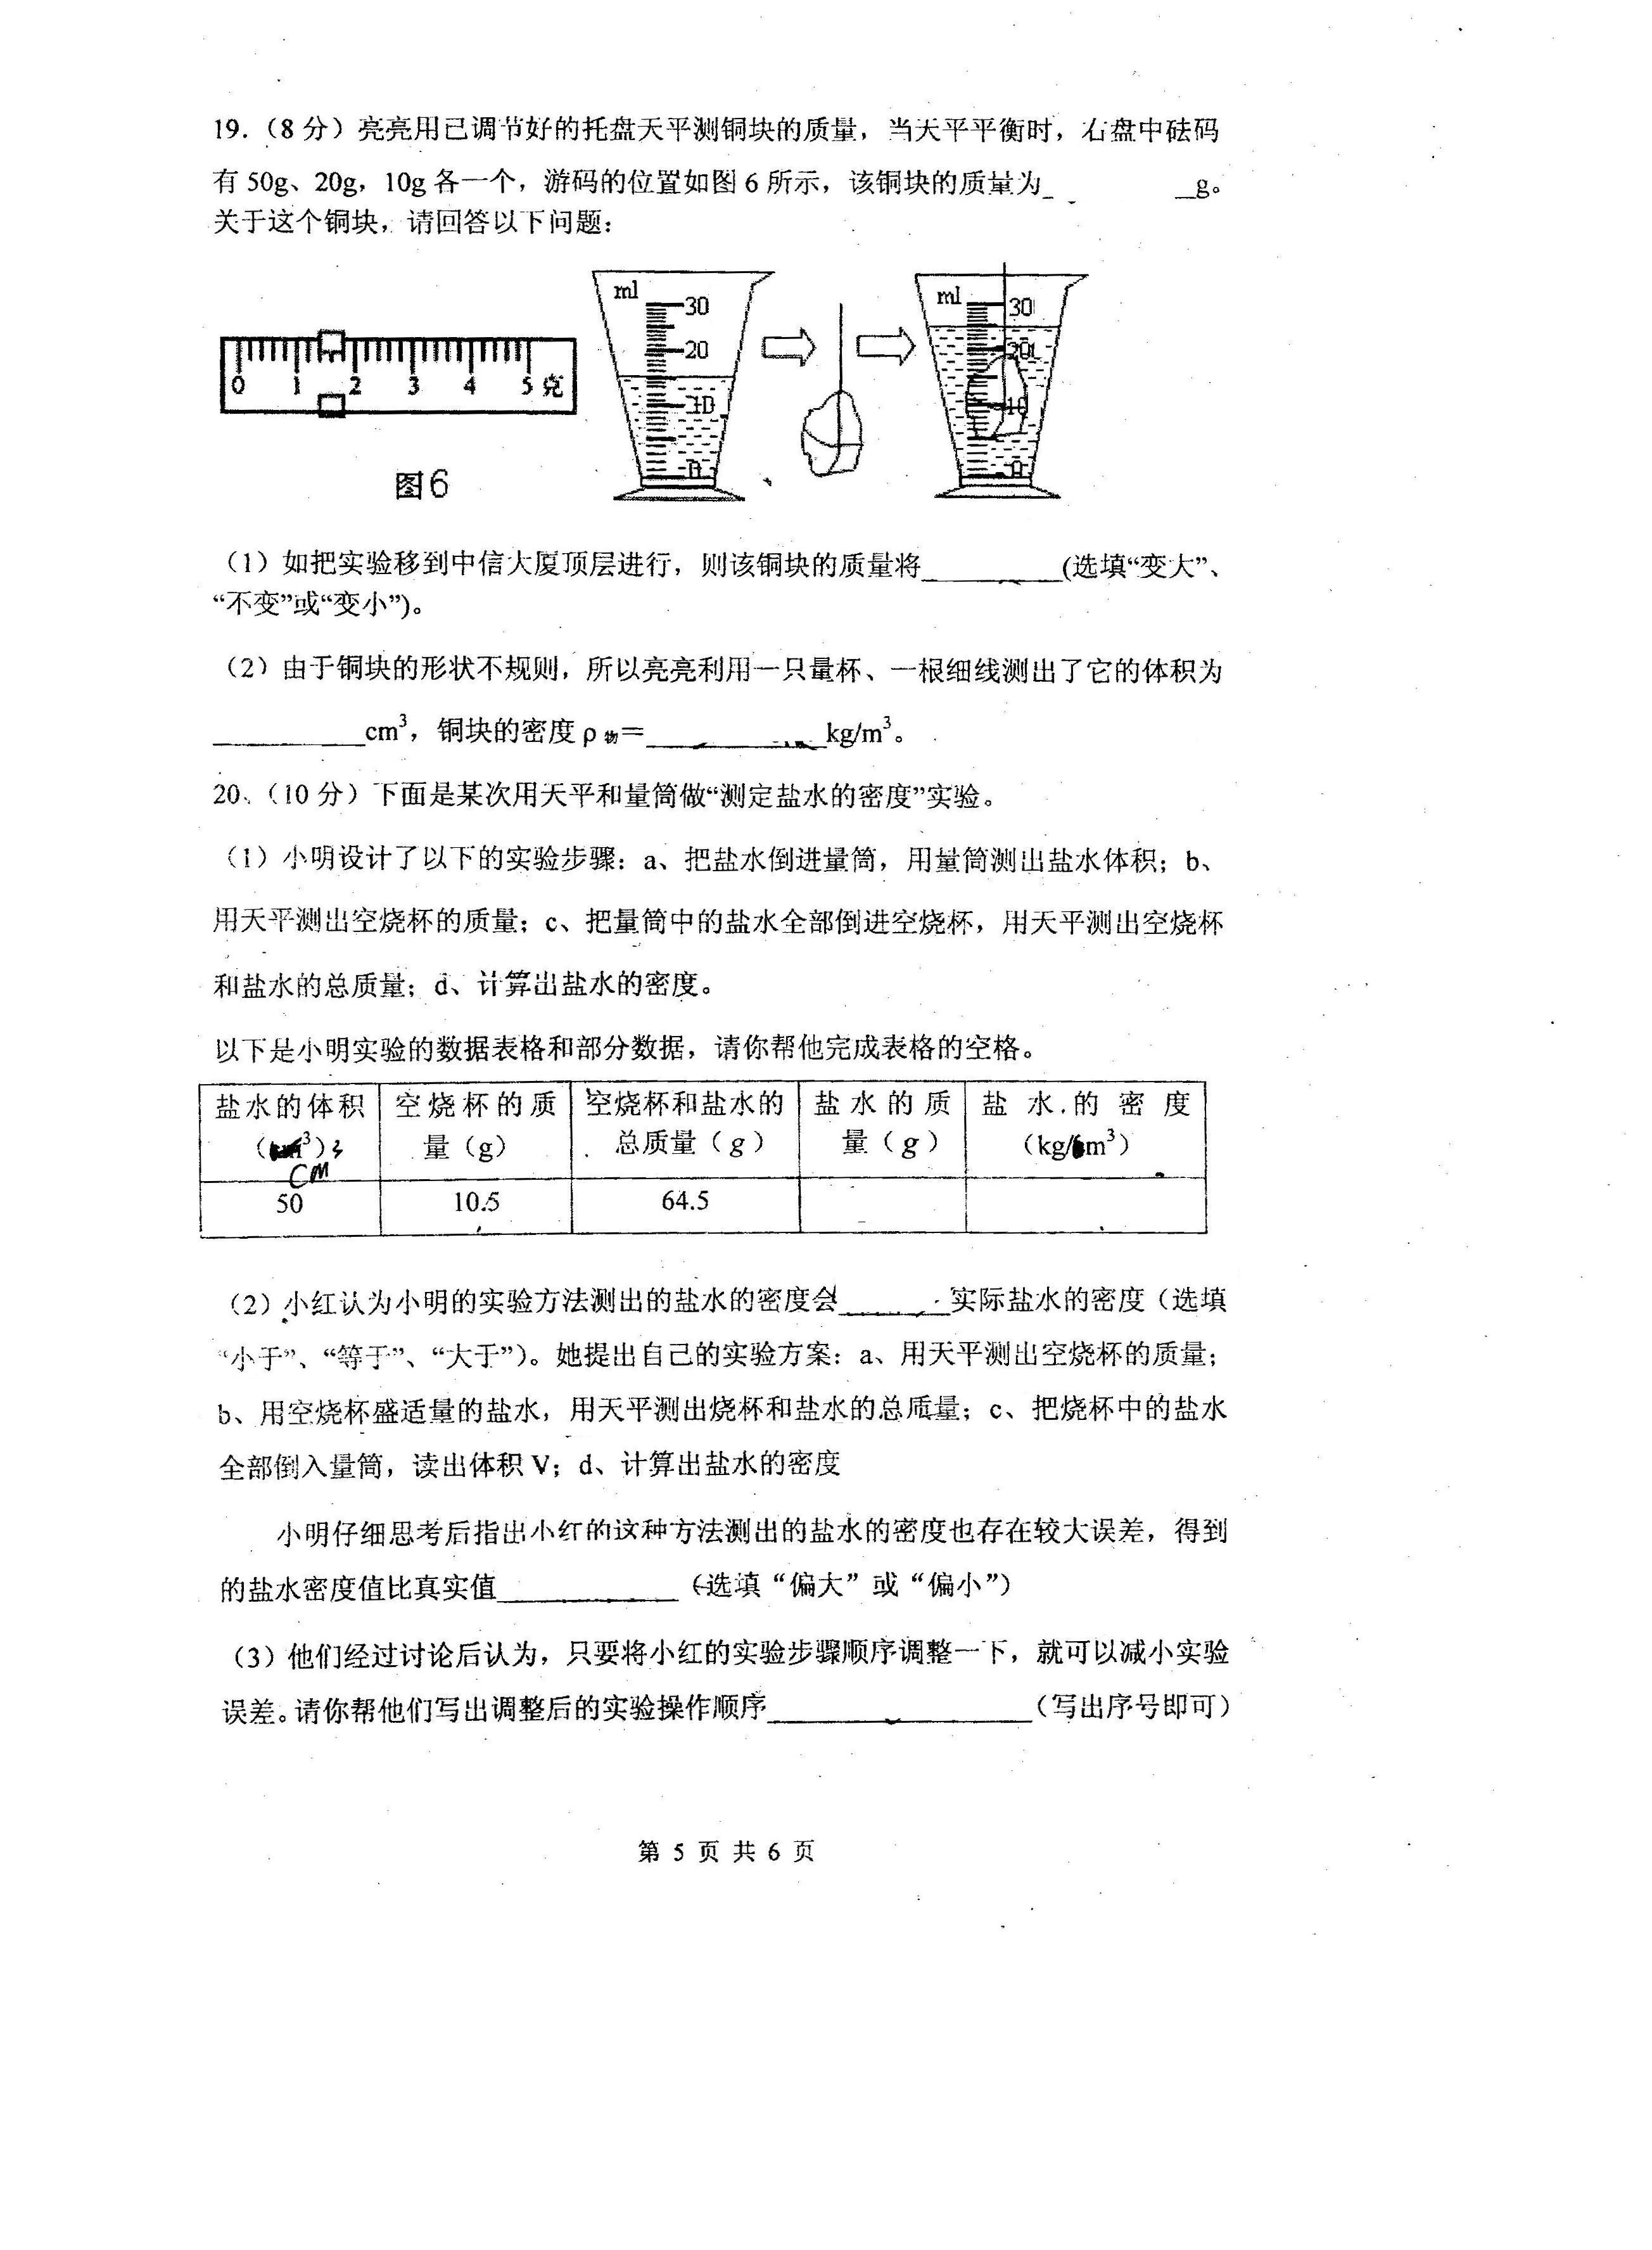 19.（8 分）亮亮用已调节好的托盘天平测铜块的质量，当天平平衡时，右盘中砝码
有 50g、20g，10g 各一个，游码的位置如图 6 所示，该铜块的质量为_ _g。
关于这个铜块，请回答以下问题：
0 1 2 3 4 5 克
ml 30 20 10 0
ml 30 20 10 0
图6
（1）如把实验移到中信大厦顶层进行，则该铜块的质量将__________(选填“变大”、
“不变”或“变小”)。
（2）由于铜块的形状不规则，所以亮亮利用一只量杯、一根细线测出了它的体积为
___________cm³，铜块的密度ρ物＝_____________kg/m³。
20、（10 分）下面是某次用天平和量筒做“测定盐水的密度”实验。
（1）小明设计了以下的实验步骤：a、把盐水倒进量筒，用量筒测出盐水体积；b、
用天平测出空烧杯的质量；c、把量筒中的盐水全部倒进空烧杯，用天平测出空烧杯
和盐水的总质量；d、计算出盐水的密度。
以下是小明实验的数据表格和部分数据，请你帮他完成表格的空格。
盐水的体积 空烧杯的质 空烧杯和盐水的 盐水的质 盐水的密度
量（g） 总质量（g） 量（g） （kg/m³）
CM
50 10.5 64.5
（2）小红认为小明的实验方法测出的盐水的密度会________实际盐水的密度（选填
“小于”、“等于”、“大于”）。她提出自己的实验方案：a、用天平测出空烧杯的质量；
b、用空烧杯盛适量的盐水，用天平测出烧杯和盐水的总质量；c、把烧杯中的盐水
全部倒入量筒，读出体积 V；d、计算出盐水的密度
小明仔细思考后指出小红的这种方法测出的盐水的密度也存在较大误差，得到
的盐水密度值比真实值_____________（选填“偏大”或“偏小”）
（3）他们经过讨论后认为，只要将小红的实验步骤顺序调整一下，就可以减小实验
误差。请你帮他们写出调整后的实验操作顺序___________________（写出序号即可）
第 5 页 共 6 页